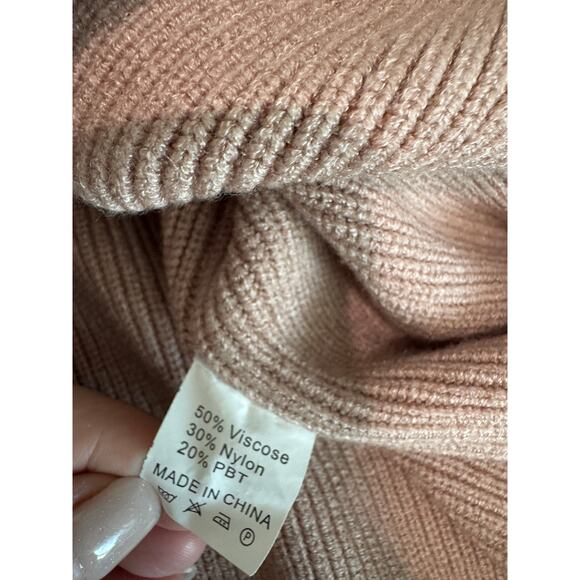 50% Viscose
30% Nylon
20% PBT
MADE IN CHINA
P